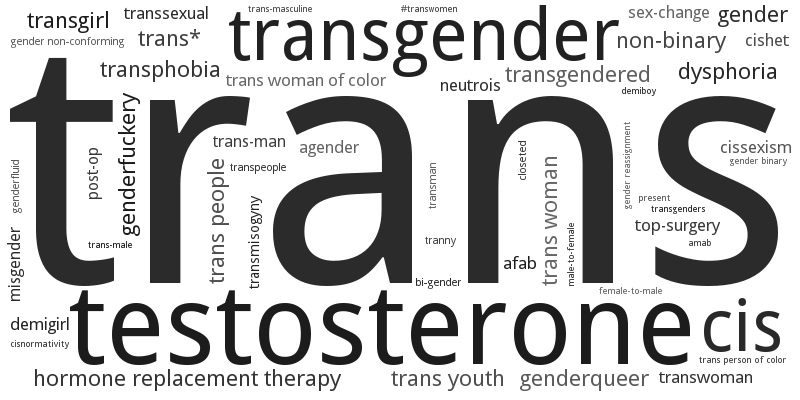 transgirl
transsexual
trans-masculine
#transwomen
sex-change
gender
gender non-conforming
trans*
transgender
non-binary
cishet
transphobia
trans woman of color
neutrois
transgendered
dysphoria
demiboy
trans
genderfluid
post-op
genderfuckery
trans-man
agender
closeted
gender reassignment
cissexism
gender binary
trans people
transpeople
transman
trans woman
present
transgenders
misgender
trans-male
transmisogyny
tranny
male-to-female
top-surgery
amab
afab
bi-gender
female-to-male
demigirl
testosterone
cis
cisnormativity
trans person of color
hormone replacement therapy
trans youth
genderqueer
transwoman